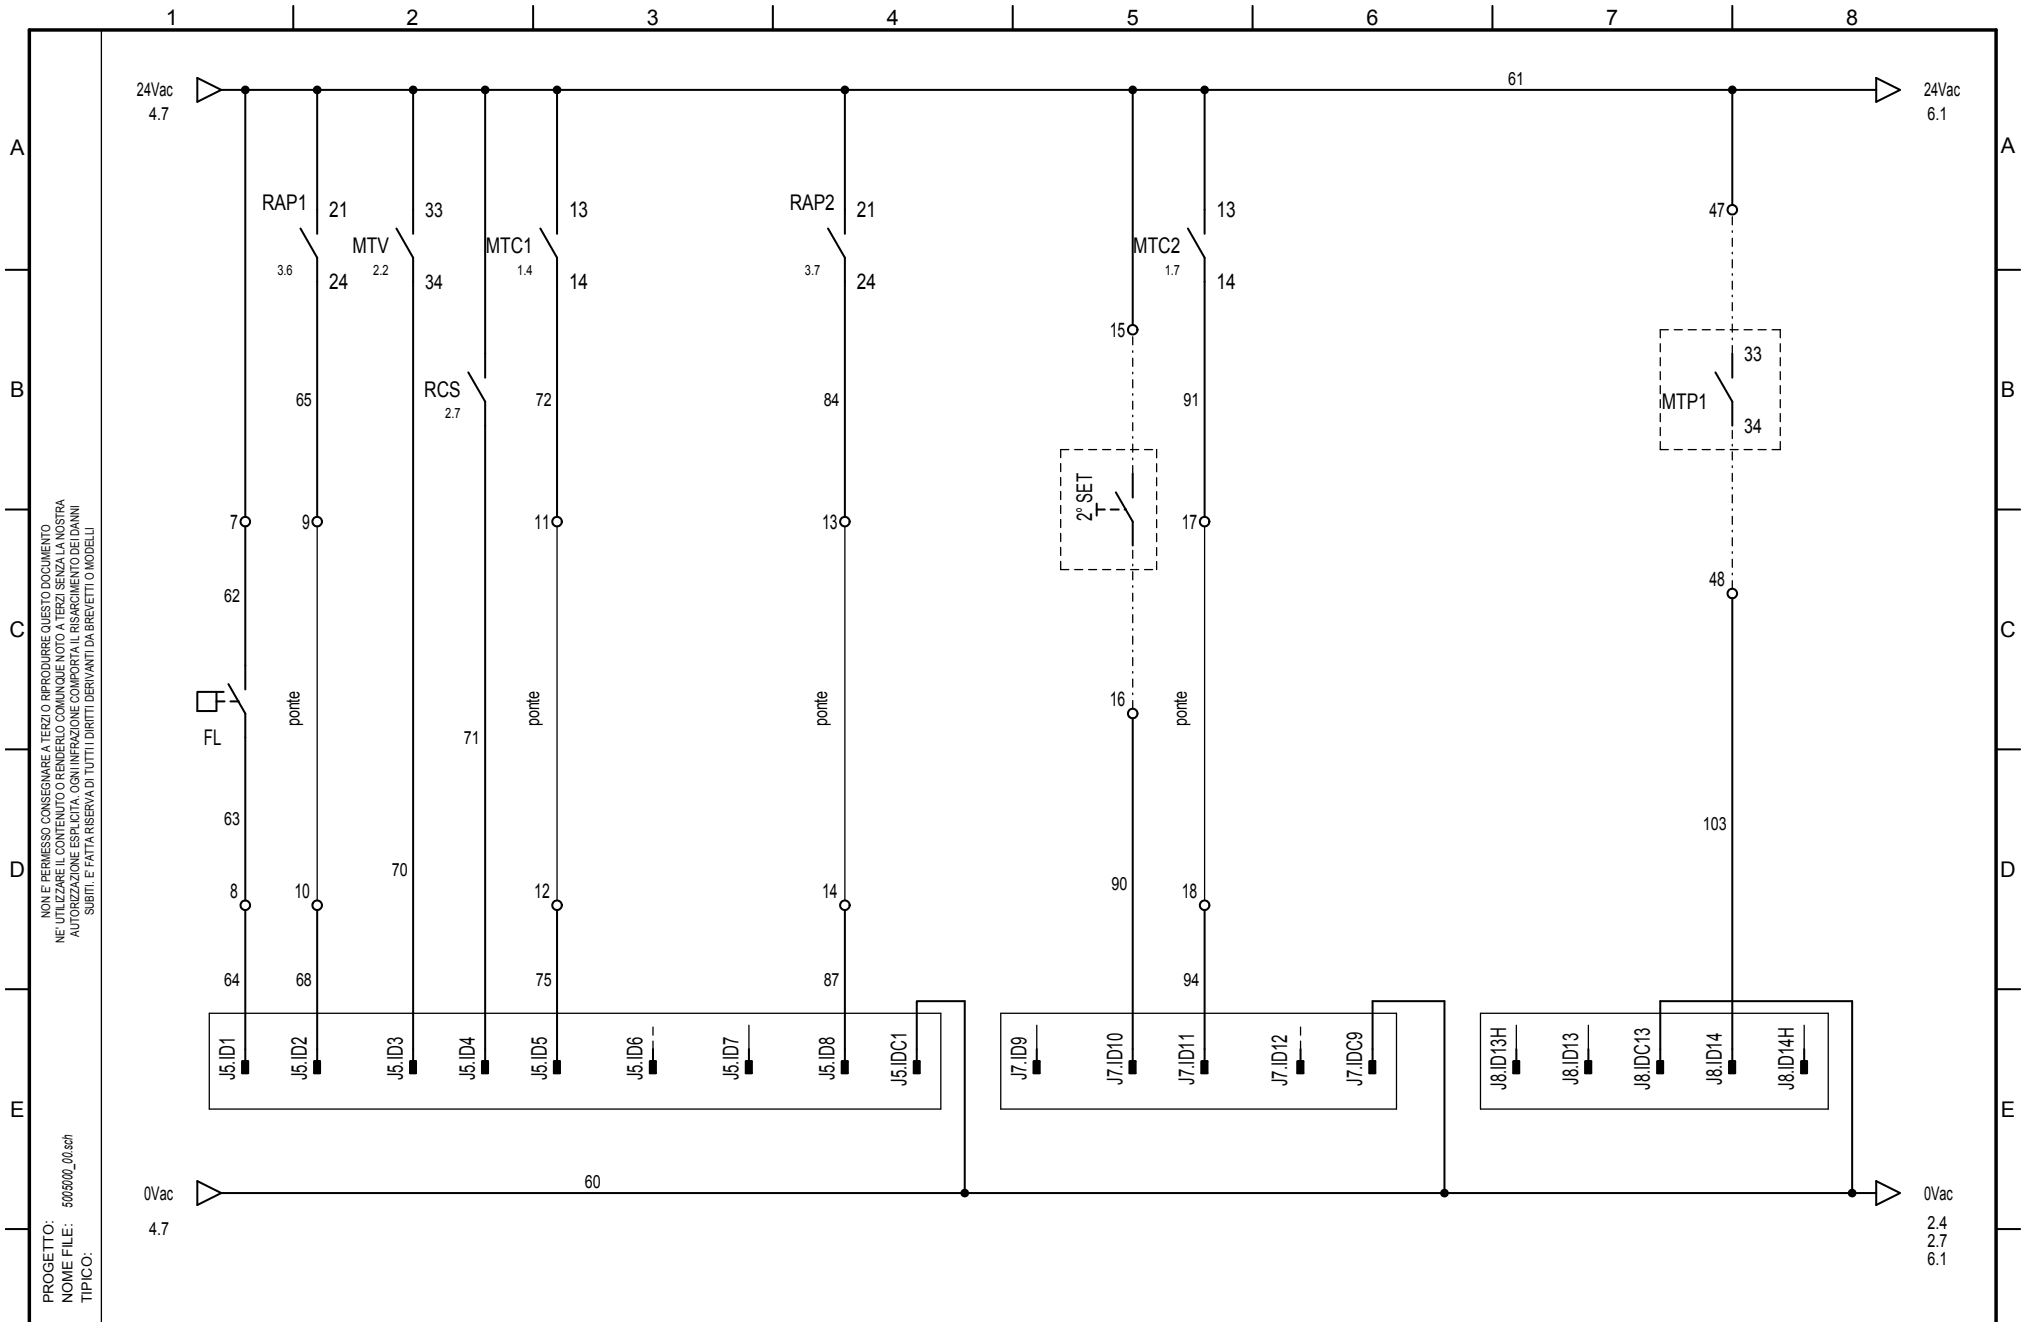 1 2 3 4 5 6 7 8
24Vac
4.7
61
24Vac
6.1
A
A
RAP1
3.6
21
24
MTV
2.2
33
34
MTC1
1.4
13
14
RAP2
3.7
21
24
MTC2
1.7
13
14
47
15
B
B
65
RCS
2.7
72
84
91
33
MTP1
34
2° SET
7
9
11
13
17
48
62
C
C
16
FL
ponte
71
ponte
ponte
ponte
63
70
103
D
D
8
10
12
14
90
18
64
68
75
87
94
J5.ID1
J5.ID2
J5.ID3
J5.ID4
J5.ID5
J5.ID6
J5.ID7
J5.ID8
J5.IDC1
J7.ID9
J7.ID10
J7.ID11
J7.ID12
J7.IDC9
J8.ID13H
J8.ID13
J8.IDC13
J8.ID14
J8.ID14H
E
E
0Vac
4.7
60
0Vac
2.4
2.7
6.1
NON E' PERMESSO CONSEGNARE A TERZI O RIPRODURRE QUESTO DOCUMENTO
NE' UTILIZZARE IL CONTENUTO O RENDERLO COMUNQUE NOTO A TERZI SENZA LA NOSTRA
AUTORIZZAZIONE ESPLICITA. OGNI INFRAZIONE COMPORTA IL RISARCIMENTO DEI DANNI
SUBITI. E' FATTA RISERVA DI TUTTI I DIRITTI DERIVANTI DA BREVETTI O MODELLI
PROGETTO:
NOME FILE: 5005000_00.sch
TIPICO: